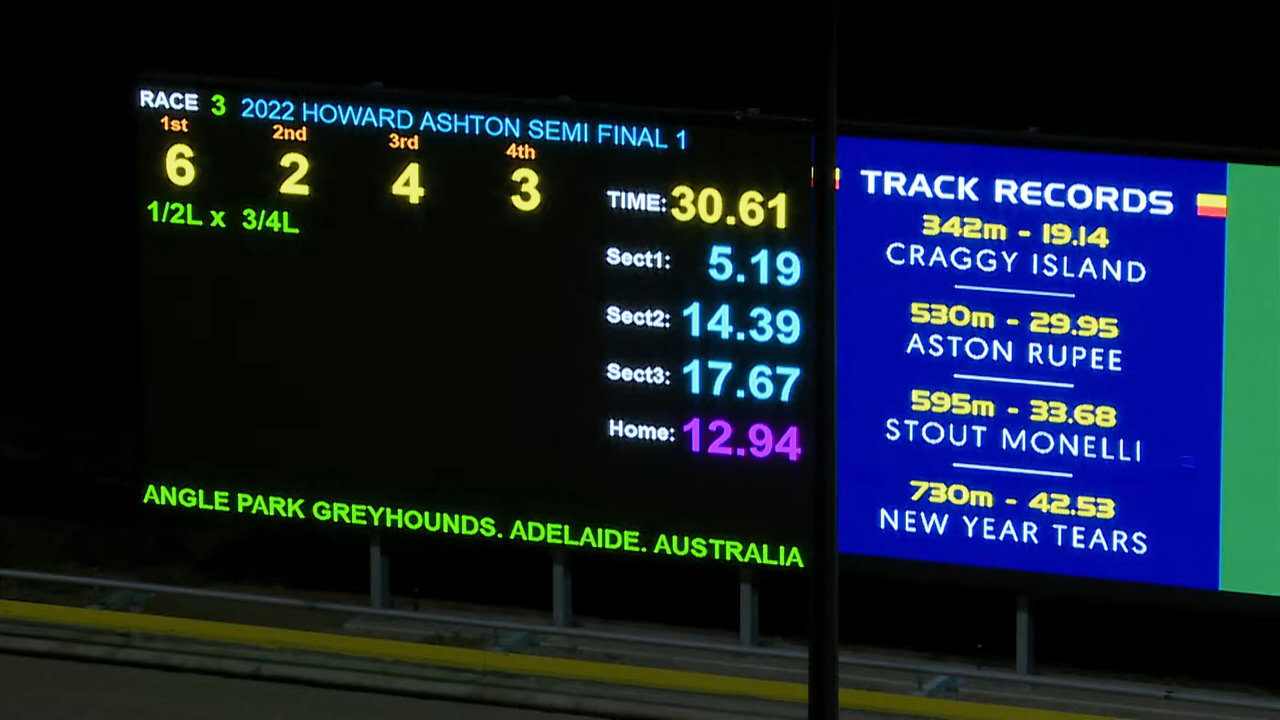 RACE 3 2022 HOWARD ASHTON SEMI FINAL 1
1st 2nd 3rd 4th
6 2 4 3
1/2L x 3/4L
TIME: 30.61
Sect1: 5.19
Sect2: 14.39
Sect3: 17.67
Home: 12.94
ANGLE PARK GREYHOUNDS. ADELAIDE. AUSTRALIA
TRACK RECORDS
342m - 19.14
CRAGGY ISLAND
530m - 29.95
ASTON RUPEE
595m - 33.68
STOUT MONELLI
730m - 42.53
NEW YEAR TEARS